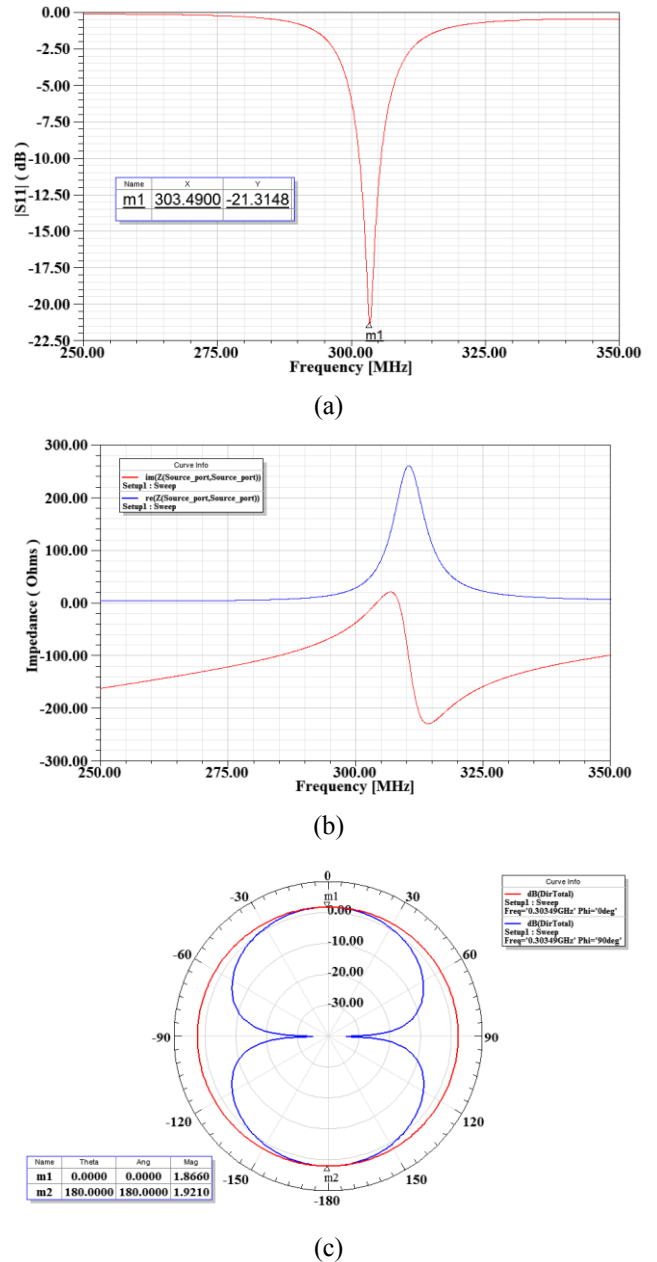 0.00
-2.50
-5.00
-7.50
-10.00
-12.50
-15.00
-17.50
-20.00
-22.50
|S11| ( dB )
Name X Y
m1 303.4900 -21.3148
m1
250.00 275.00 300.00 325.00 350.00
Frequency [MHz]
(a)
300.00
200.00
100.00
0.00
-100.00
-200.00
-300.00
Impedance ( Ohms )
Curve Info
im(Z(Source_port,Source_port))
Setup1 : Sweep
re(Z(Source_port,Source_port))
Setup1 : Sweep
250.00 275.00 300.00 325.00 350.00
Frequency [MHz]
(b)
Curve Info
dB(DirTotal)
Setup1 : Sweep
Freq='0.30349GHz' Phi='0deg'
dB(DirTotal)
Setup1 : Sweep
Freq='0.30349GHz' Phi='90deg'
0
-30 m1 30
0.00
-60 -10.00 60
-20.00
-30.00
-90 90
-120 120
-150 m2 150
-180
Name Theta Ang Mag
m1 0.0000 0.0000 1.8660
m2 180.0000 180.0000 1.9210
(c)